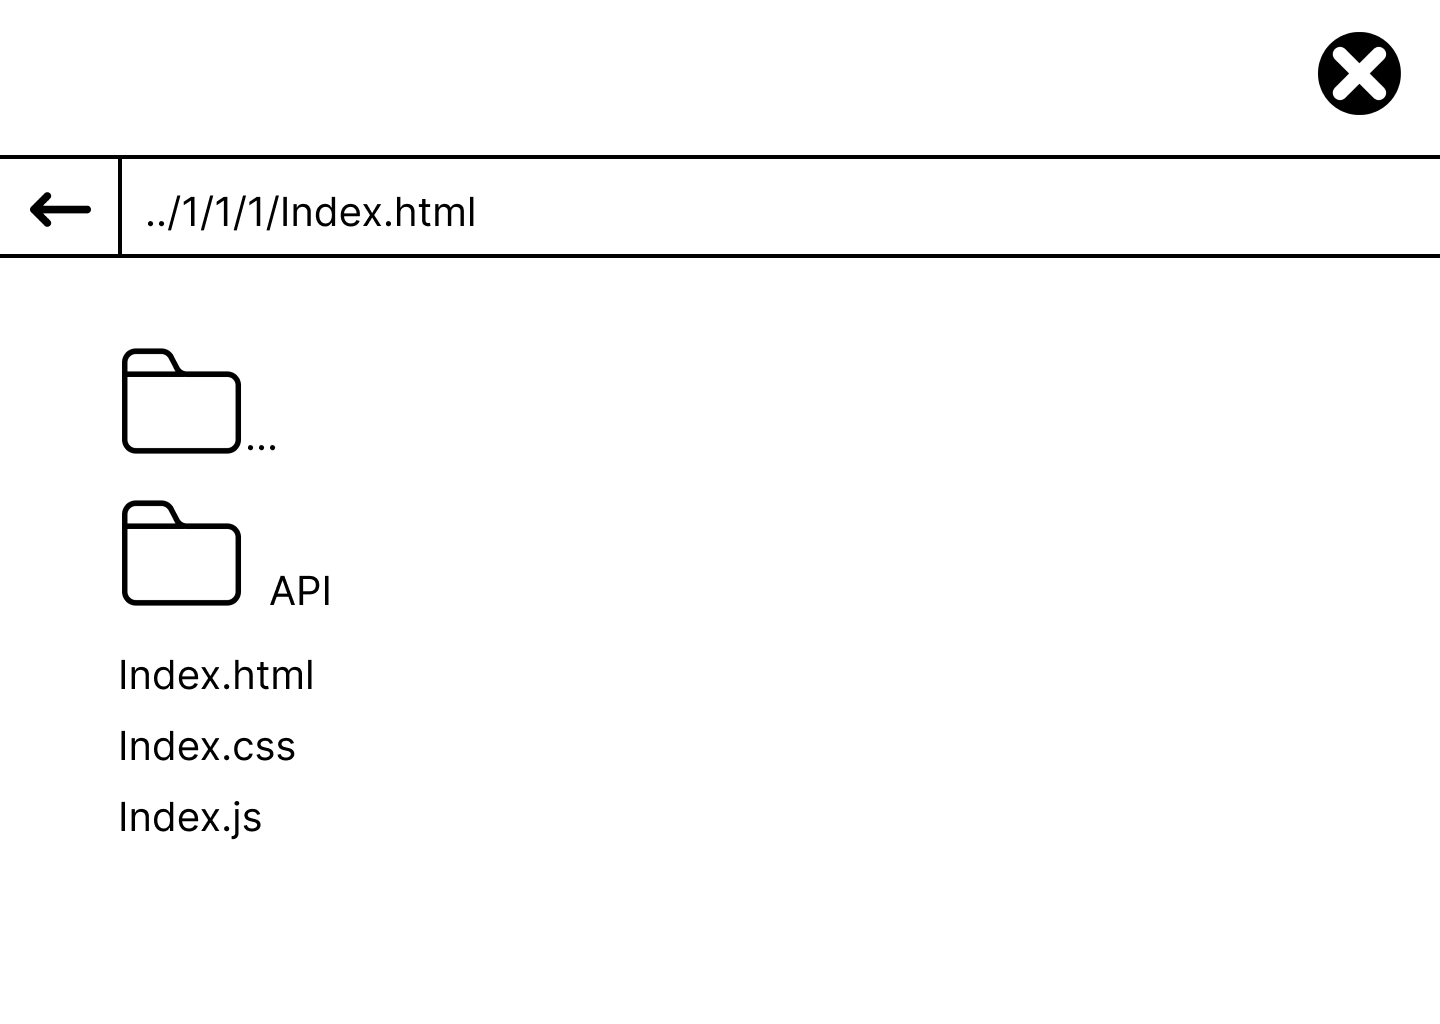 ../1/1/1/Index.html
...
API
Index.html
Index.css
Index.js